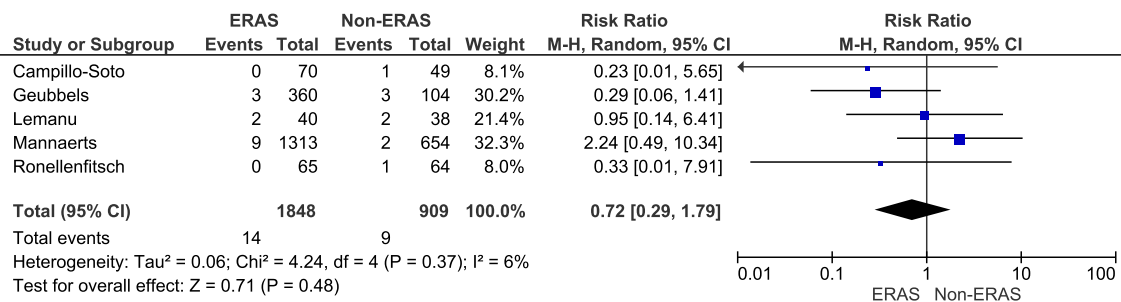 ERAS Non-ERAS Risk Ratio Risk Ratio
Study or Subgroup Events Total Events Total Weight M-H, Random, 95% CI M-H, Random, 95% CI
Campillo-Soto 0 70 1 49 8.1% 0.23 [0.01, 5.65]
Geubbels 3 360 3 104 30.2% 0.29 [0.06, 1.41]
Lemanu 2 40 2 38 21.4% 0.95 [0.14, 6.41]
Mannaerts 9 1313 2 654 32.3% 2.24 [0.49, 10.34]
Ronellenfitsch 0 65 1 64 8.0% 0.33 [0.01, 7.91]
Total (95% CI) 1848 909 100.0% 0.72 [0.29, 1.79]
Total events 14 9
Heterogeneity: Tau² = 0.06; Chi² = 4.24, df = 4 (P = 0.37); I² = 6%
Test for overall effect: Z = 0.71 (P = 0.48)
0.01 0.1 1 10 100
ERAS Non-ERAS